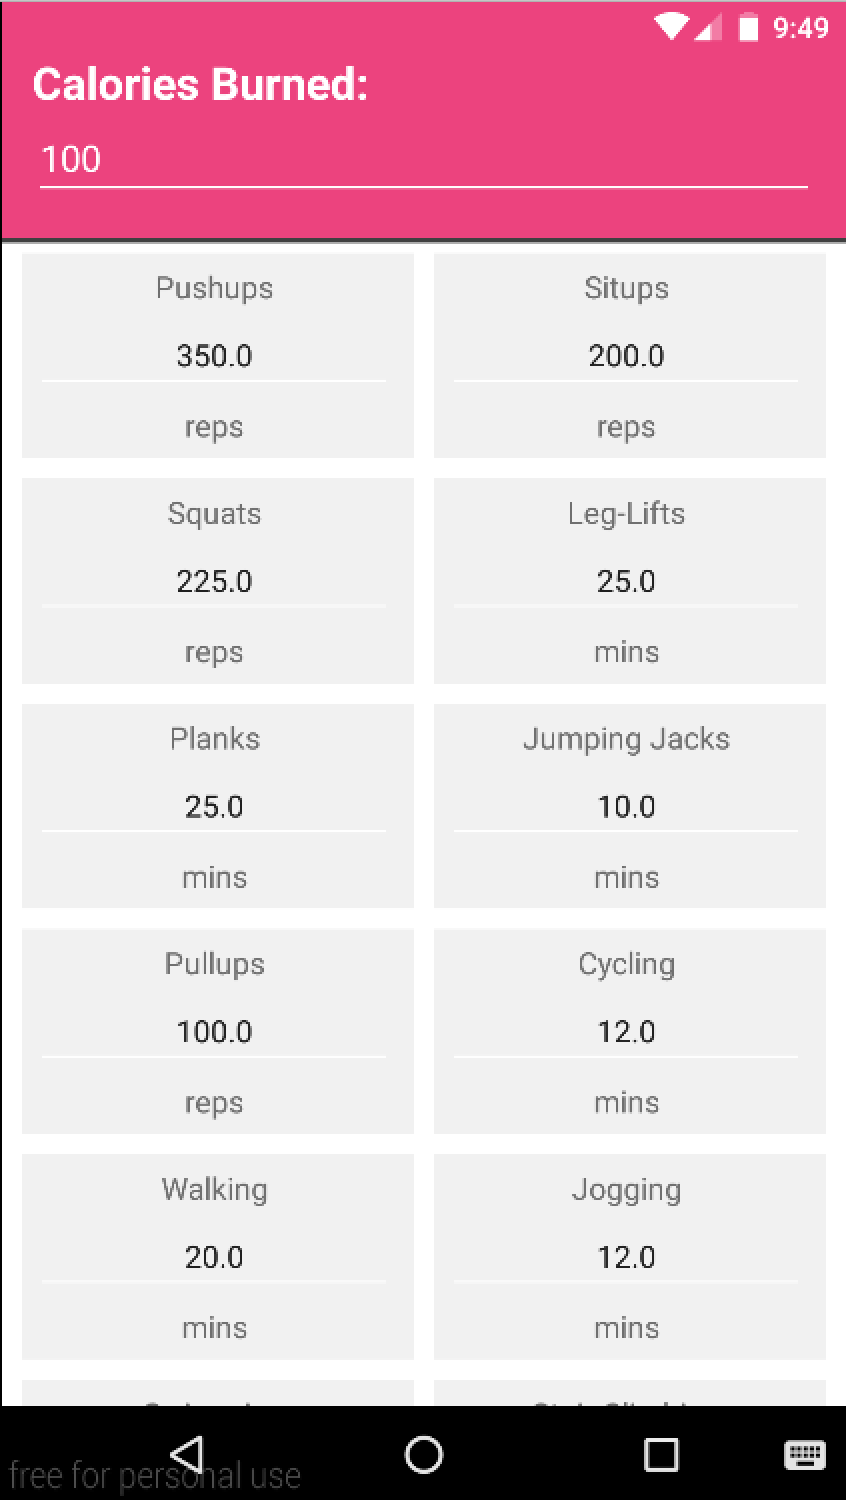 9:49
Calories Burned:
100
Pushups
350.0
reps
Situps
200.0
reps
Squats
225.0
reps
Leg-Lifts
25.0
mins
Planks
25.0
mins
Jumping Jacks
10.0
mins
Pullups
100.0
reps
Cycling
12.0
mins
Walking
20.0
mins
Jogging
12.0
mins
free for personal use